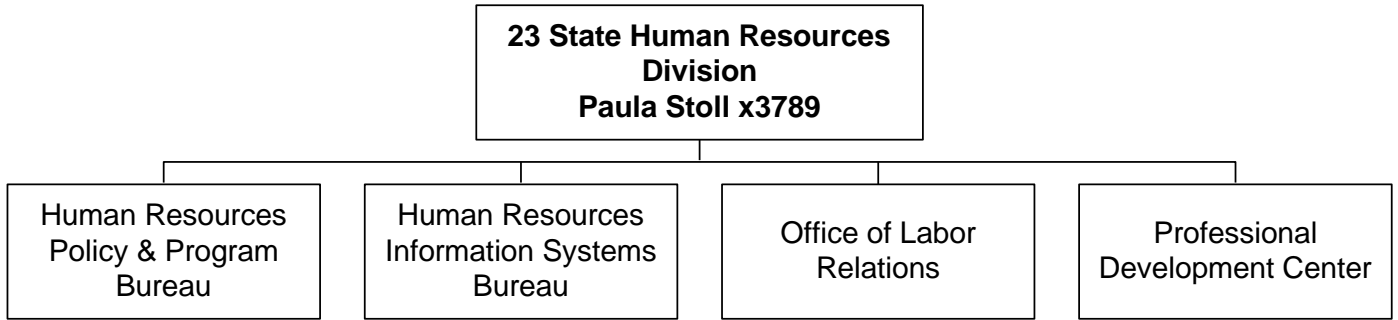 23 State Human Resources
Division
Paula Stoll x3789
Human Resources
Policy & Program
Bureau
Human Resources
Information Systems
Bureau
Office of Labor
Relations
Professional
Development Center